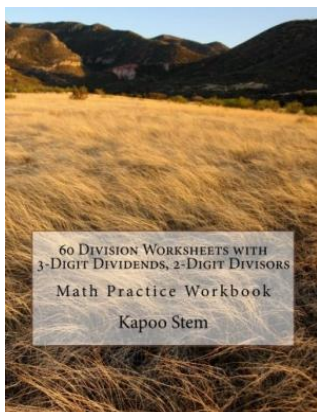 60 Division Worksheets with
3-Digit Dividends, 2-Digit Divisors
Math Practice Workbook
Kapoo Stem